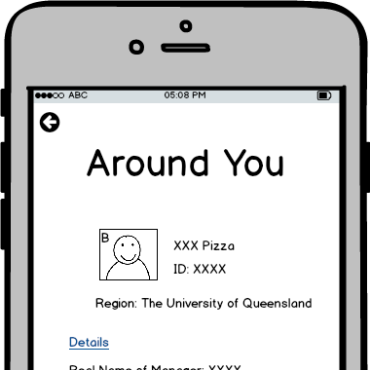 ABC 05:08 PM
Around You
B
XXX Pizza
ID: XXXX
Region: The University of Queensland
Details
Real Name of Manager: XXXX